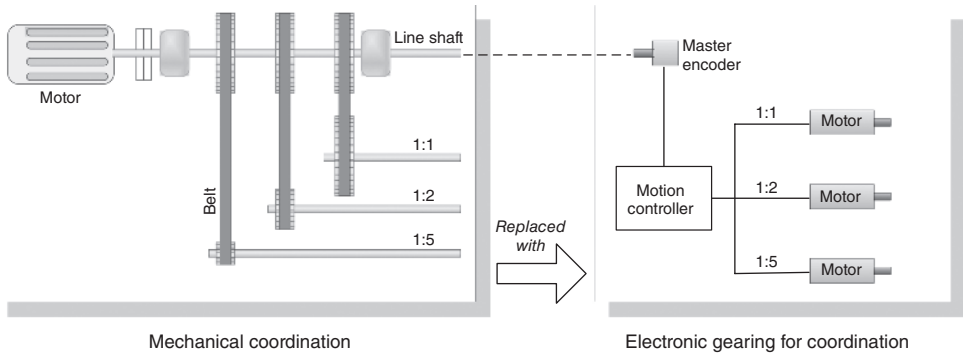 Motor
Line shaft
Belt
1:1
1:2
1:5
Mechanical coordination
Replaced
with
Master
encoder
Motion
controller
1:1
Motor
1:2
Motor
1:5
Motor
Electronic gearing for coordination